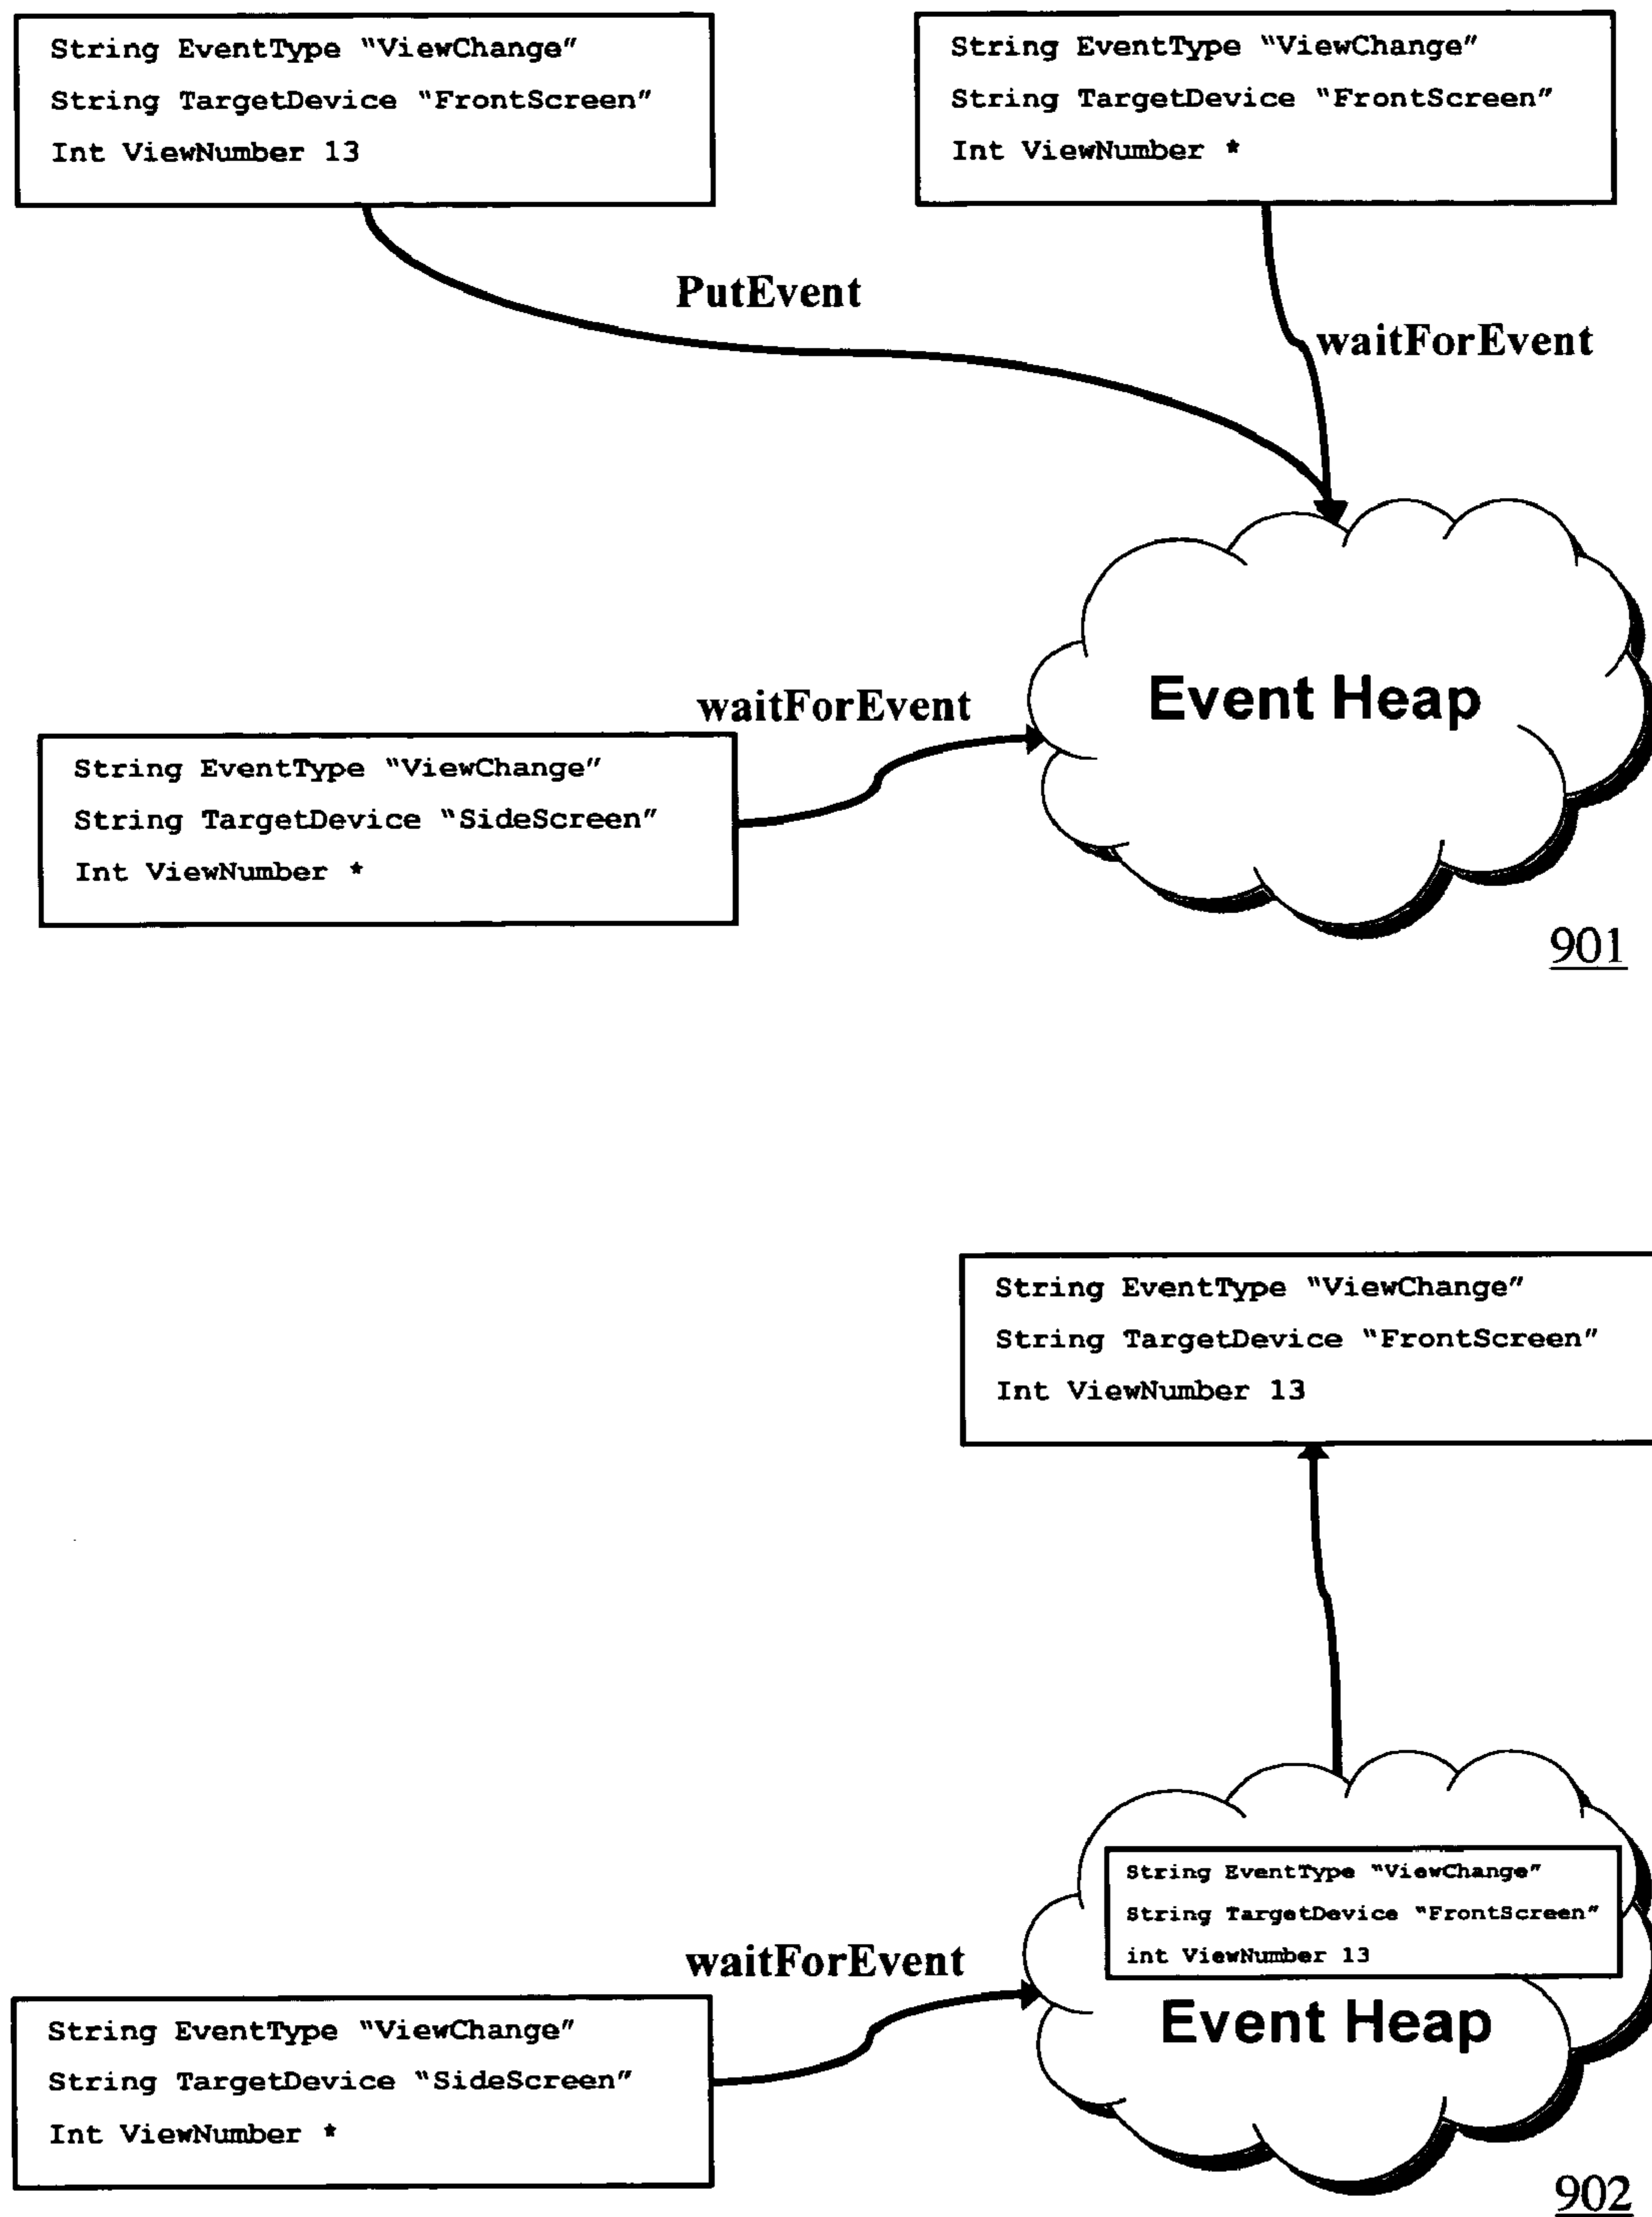 String EventType “ViewChange”
String TargetDevice “FrontScreen”
Int ViewNumber 13
String EventType “ViewChange”
String TargetDevice “FrontScreen”
Int ViewNumber *
PutEvent
waitForEvent
waitForEvent
Event Heap
String EventType “ViewChange”
String TargetDevice “SideScreen”
Int ViewNumber *
901
String EventType “ViewChange”
String TargetDevice “FrontScreen”
Int ViewNumber 13
String EventType “ViewChange”
String TargetDevice “FrontScreen”
int ViewNumber 13
waitForEvent
Event Heap
String EventType “ViewChange”
String TargetDevice “SideScreen”
Int ViewNumber *
902